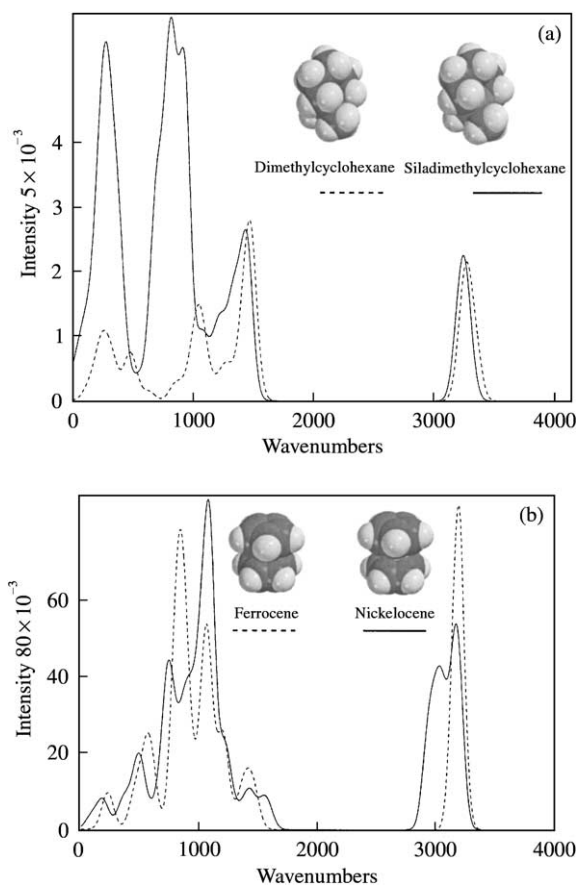 (a)
Dimethylcyclohexane Siladimethylcyclohexane
Intensity 5 × 10⁻³
4
3
2
1
0
0 1000 2000 3000 4000
Wavenumbers
(b)
Ferrocene Nickelocene
Intensity 80 × 10⁻³
60
40
20
0
0 1000 2000 3000 4000
Wavenumbers